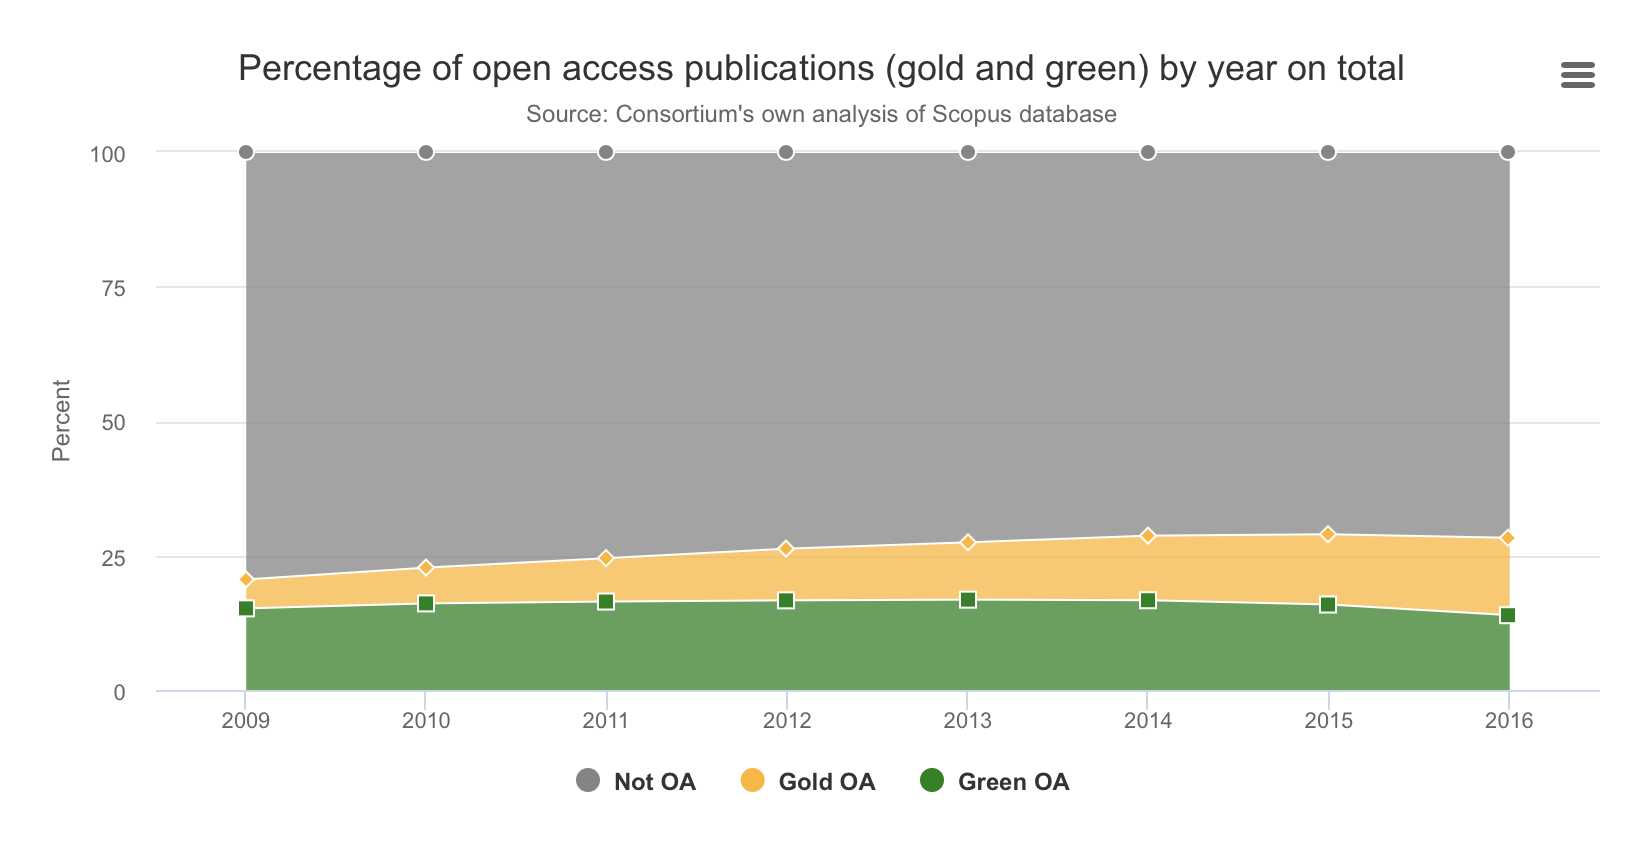 Percentage of open access publications (gold and green) by year on total
Source: Consortium's own analysis of Scopus database
100
75
50
25
0
Percent
2009 2010 2011 2012 2013 2014 2015 2016
Not OA Gold OA Green OA